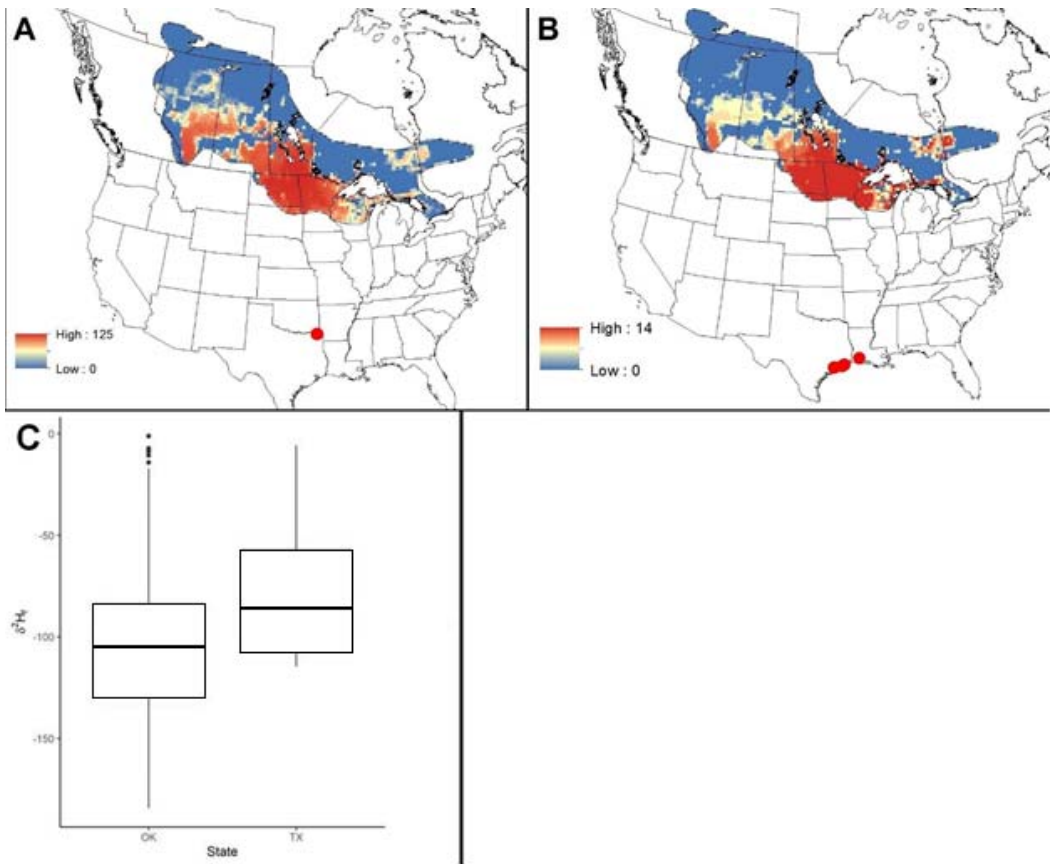 A
High : 125
Low : 0
B
High : 14
Low : 0
C
0
-50
-100
-150
δ²Hf
OK
TX
State